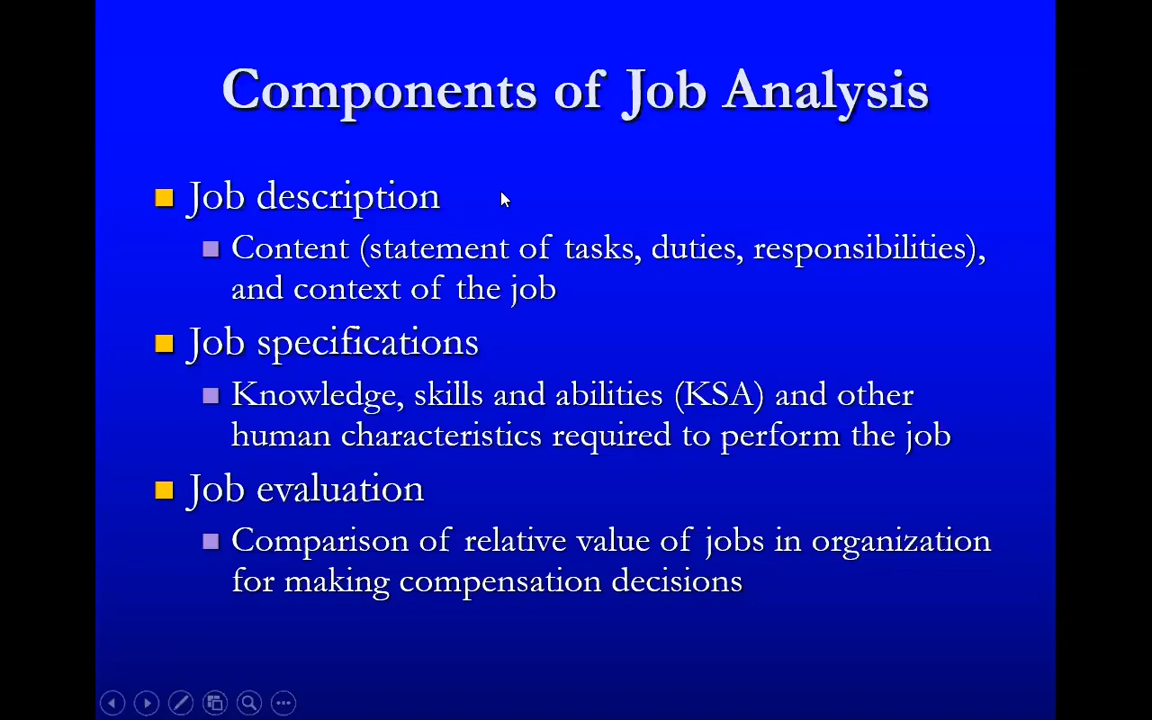 Components of Job Analysis
Job description
Content (statement of tasks, duties, responsibilities),
and context of the job
Job specifications
Knowledge, skills and abilities (KSA) and other
human characteristics required to perform the job
Job evaluation
Comparison of relative value of jobs in organization
for making compensation decisions